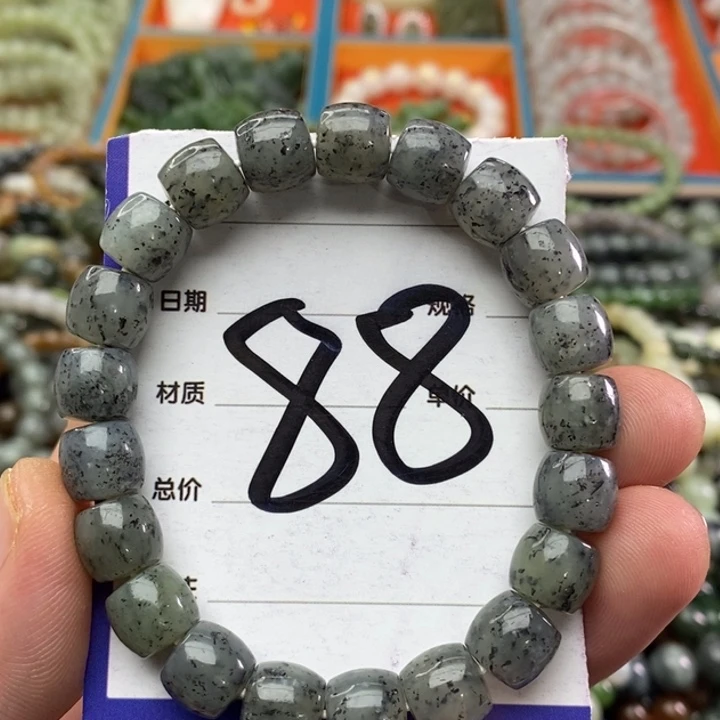 日期 规格
88
材质 单价
总价